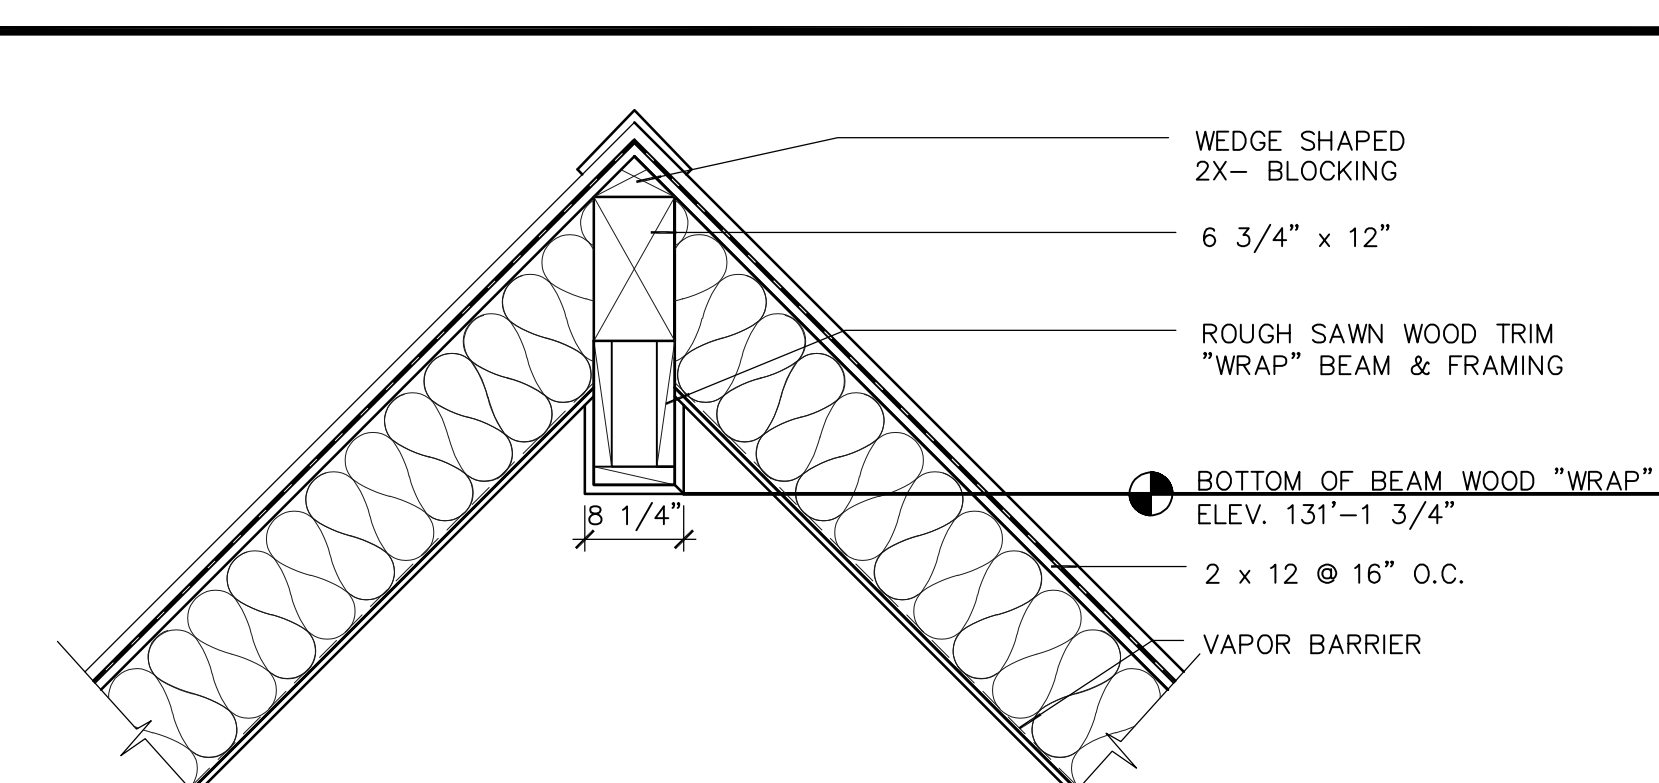 WEDGE SHAPED
2X- BLOCKING
6 3/4" x 12"
ROUGH SAWN WOOD TRIM
"WRAP" BEAM & FRAMING
BOTTOM OF BEAM WOOD "WRAP"
ELEV. 131'-1 3/4"
8 1/4"
2 x 12 @ 16" O.C.
VAPOR BARRIER